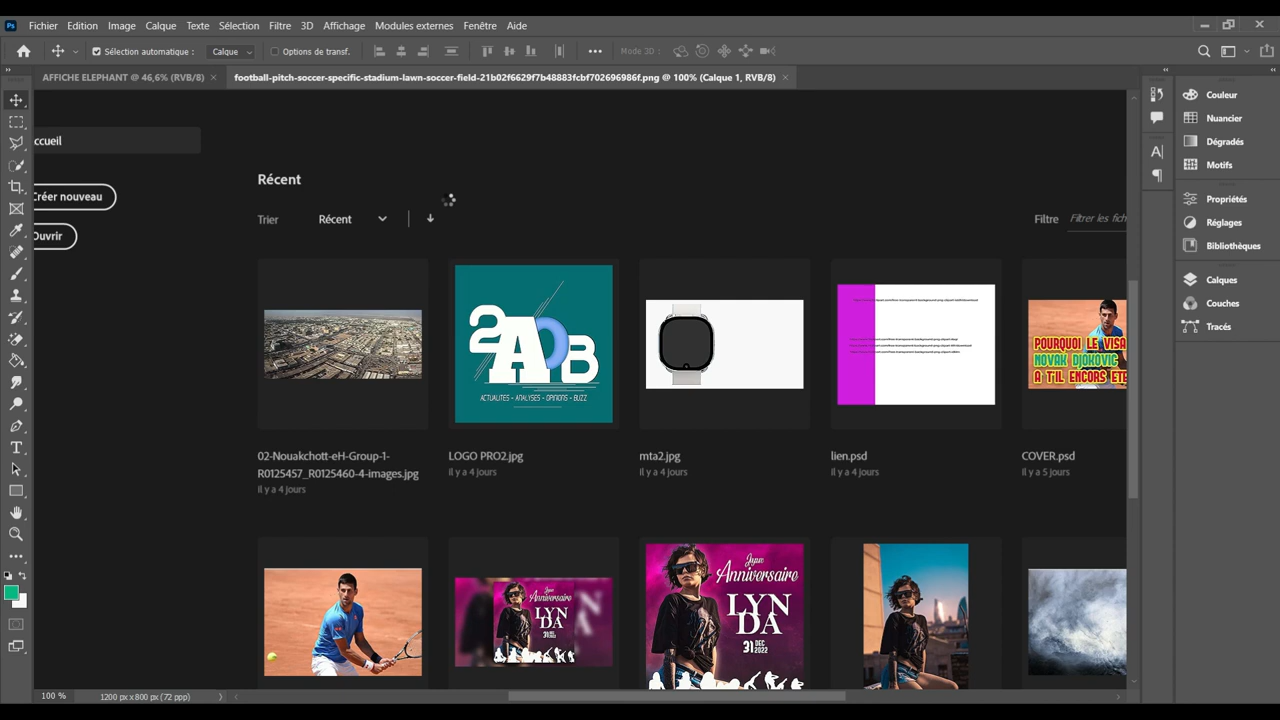 Fichier Edition Image Calque Texte Sélection Filtre 3D Affichage Modules externes Fenêtre Aide
Sélection automatique : Calque Options de transf. Mode 3D :
AFFICHE ELEPHANT @ 46,6% (RVB/8) × football-pitch-soccer-specific-stadium-lawn-soccer-field-21b02f6629f7b48883fcbf702696986f.png @ 100% (Calque 1, RVB/8) ×
ccueil
Créer nouveau
Ouvrir
Récent
Trier Récent
Filtre Filtrer les fich
2A0B
ACTUALITES - ANALYSES - OPINIONS - BUZZ
POURQUOI LE VISA
NOVAK DJOKOVIC
A T'IL ENCORS ETE
02-Nouakchott-eH-Group-1-
R0125457_R0125460-4-images.jpg
Il y a 4 jours
LOGO PRO2.jpg
Il y a 4 jours
mta2.jpg
Il y a 4 jours
lien.psd
Il y a 4 jours
COVER.psd
Il y a 5 jours
Anniversaire
LYN
DA
Joyeux
Anniversaire
LYN
DA
31 DEC.
2022
Couleur
Nuancier
Dégradés
Motifs
Propriétés
Réglages
Bibliothèques
Calques
Couches
Tracés
100 % 1200 px x 800 px (72 ppp)